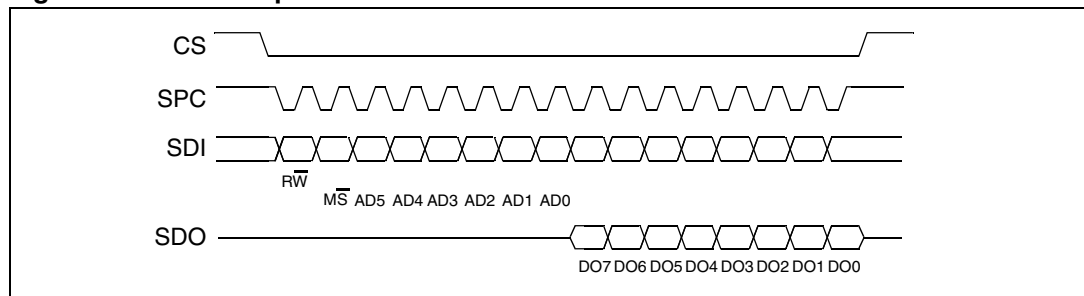 CS
SPC
SDI
RW̅
MS̅ AD5 AD4 AD3 AD2 AD1 AD0
SDO
DO7 DO6 DO5 DO4 DO3 DO2 DO1 DO0